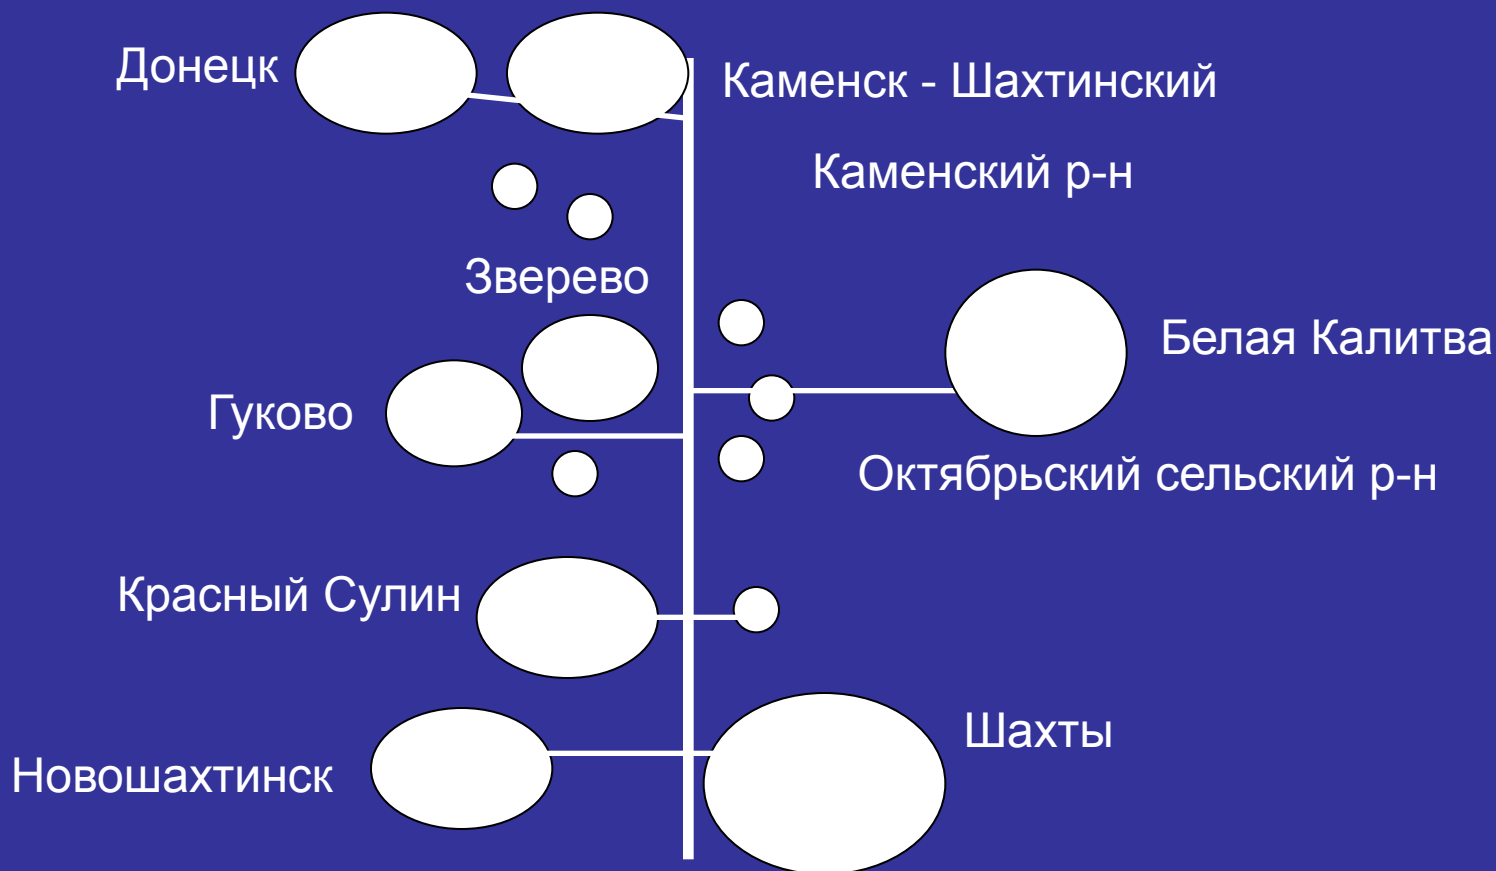 Донецк
Каменск - Шахтинский
Каменский р-н
Зверево
Белая Калитва
Гуково
Октябрьский сельский р-н
Красный Сулин
Шахты
Новошахтинск